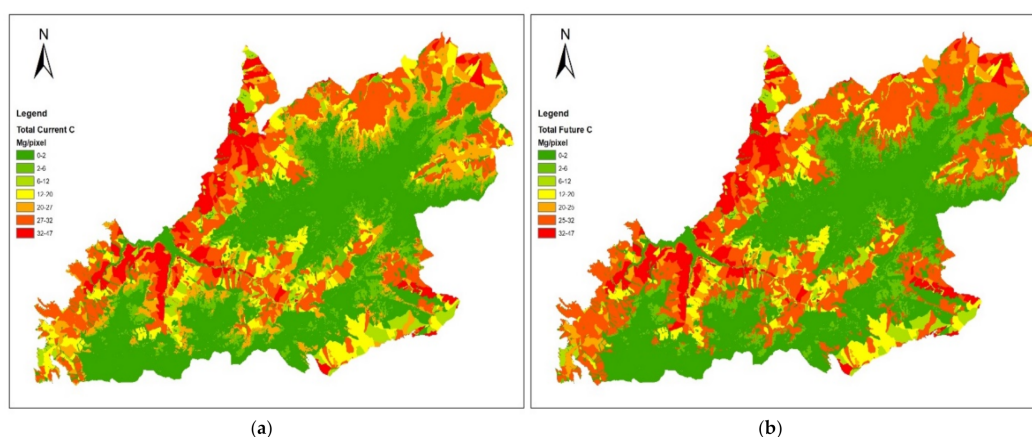 N
Legend
Total Current C
Mg/pixel
0-2
2-6
6-12
12-20
20-27
27-32
32-47
(a)
N
Legend
Total Future C
Mg/pixel
0-2
2-6
6-12
12-20
20-25
25-32
32-47
(b)